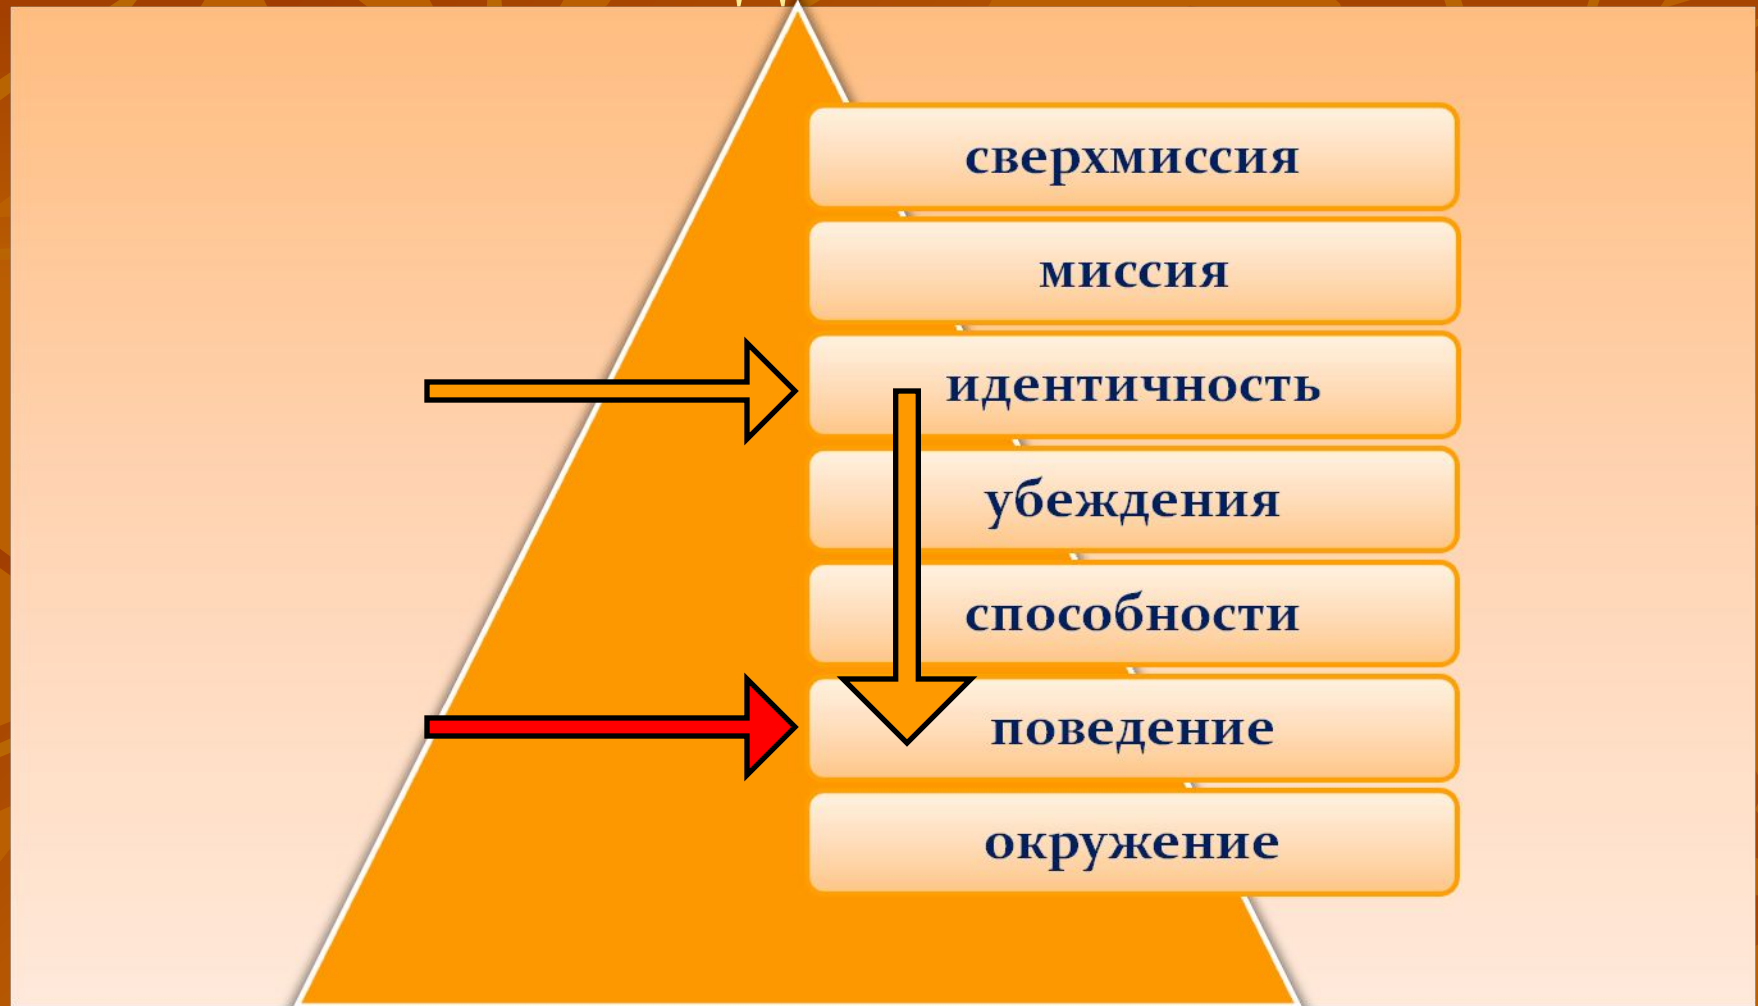 сверхмиссия
миссия
идентичность
убеждения
способности
поведение
окружение